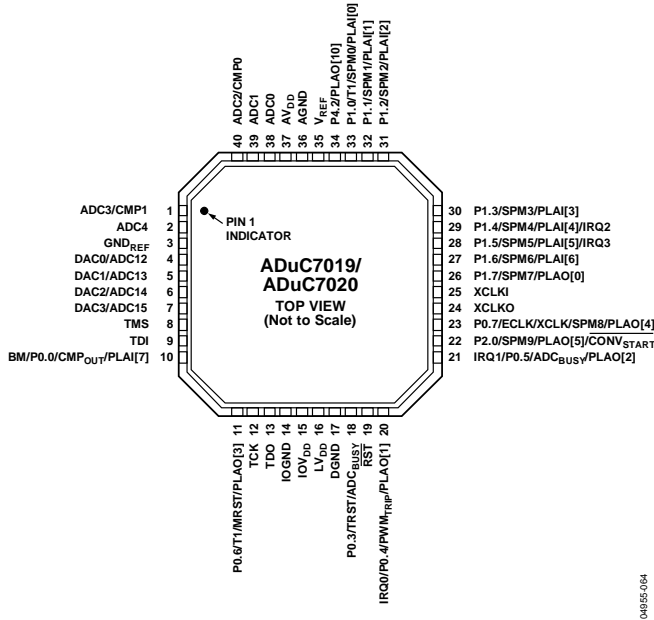 40 ADC2/CMP0
39 ADC1
38 ADC0
37 AVDD
36 AGND
35 VREF
34 P4.2/PLAO[10]
33 P1.0/T1/SPM0/PLAI[0]
32 P1.1/SPM1/PLAI[1]
31 P1.2/SPM2/PLAI[2]
ADC3/CMP1 1
ADC4 2
GNDREF 3
DAC0/ADC12 4
DAC1/ADC13 5
DAC2/ADC14 6
DAC3/ADC15 7
TMS 8
TDI 9
BM/P0.0/CMPOUT/PLAI[7] 10
PIN 1
INDICATOR
ADuC7019/
ADuC7020
TOP VIEW
(Not to Scale)
30 P1.3/SPM3/PLAI[3]
29 P1.4/SPM4/PLAI[4]/IRQ2
28 P1.5/SPM5/PLAI[5]/IRQ3
27 P1.6/SPM6/PLAI[6]
26 P1.7/SPM7/PLAO[0]
25 XCLKI
24 XCLKO
23 P0.7/ECLK/XCLK/SPM8/PLAO[4]
22 P2.0/SPM9/PLAO[5]/CONVSTART
21 IRQ1/P0.5/ADCBUSY/PLAO[2]
P0.6/T1/MRST/PLAO[3] 11
TCK 12
TDO 13
IOGND 14
IOVDD 15
LVDD 16
DGND 17
P0.3/TRST/ADCBUSY 18
RST 19
IRQ0/P0.4/PWMTRIP/PLAO[1] 20
04955-064